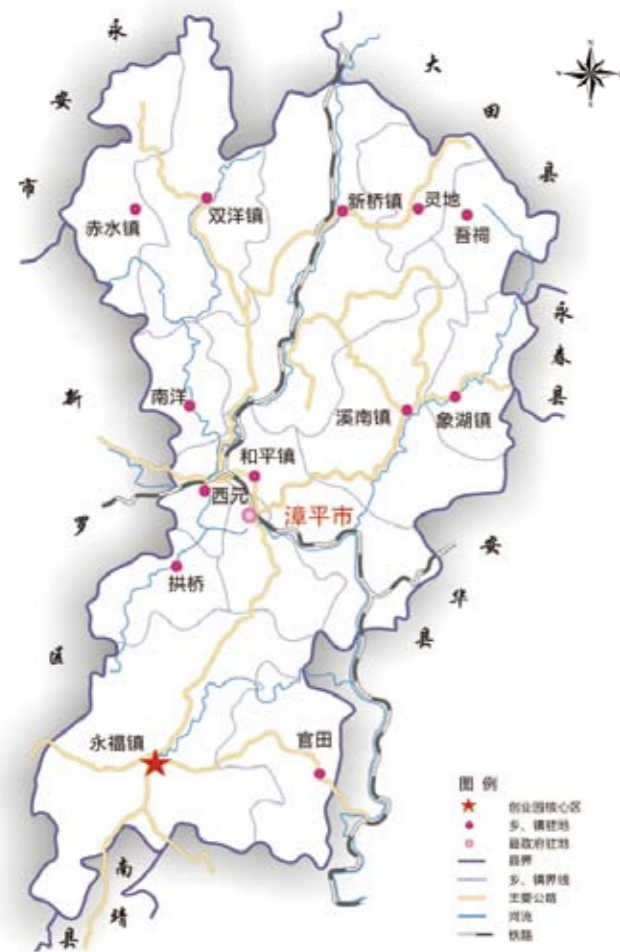 永安市
大田县
永春县
安华县
新罗区
南靖县
赤水镇
双洋镇
新桥镇
灵地
吾祠
南洋
溪南镇
象湖镇
和平镇
西元
漳平市
拱桥
永福镇
官田
图例
创业园核心区
乡、镇驻地
县政府驻地
县界
乡、镇界线
主要公路
河流
铁路